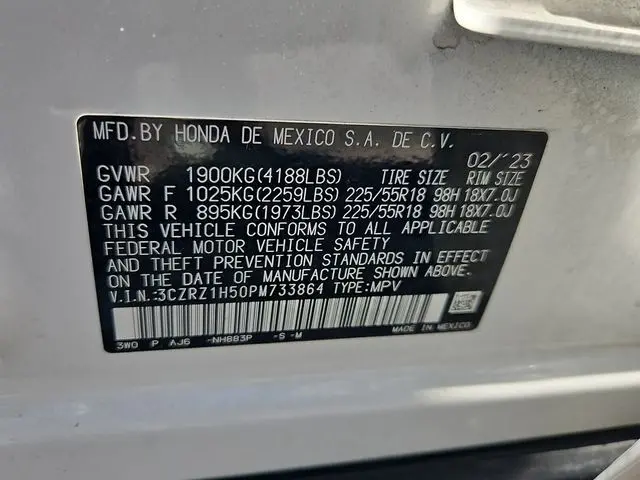 MFD.BY HONDA DE MEXICO S.A. DE C.V.
02/'23
GVWR 1900KG(4188LBS) TIRE SIZE RIM SIZE
GAWR F 1025KG(2259LBS) 225/55R18 98H 18X7.0J
GAWR R 895KG(1973LBS) 225/55R18 98H 18X7.0J
THIS VEHICLE CONFORMS TO ALL APPLICABLE
FEDERAL MOTOR VEHICLE SAFETY
AND THEFT PREVENTION STANDARDS IN EFFECT
ON THE DATE OF MANUFACTURE SHOWN ABOVE.
V.I.N.:3CZRZ1H50PM733864 TYPE:MPV
3W0 P AJ6 -NH883P -S -M
MADE IN MEXICO